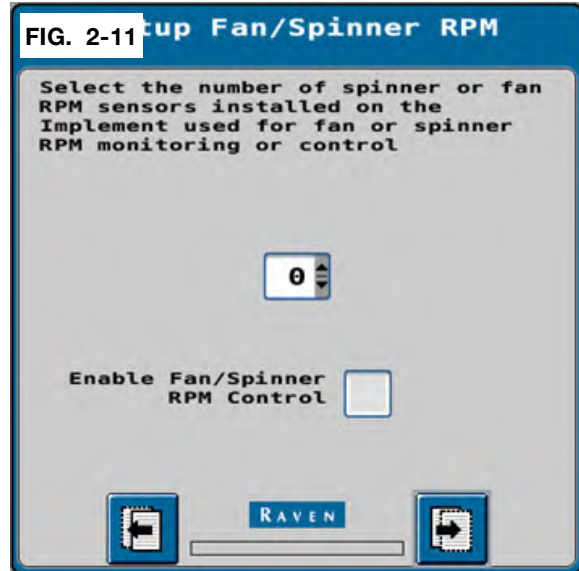 FIG. 2-11
tup Fan/Spinner RPM
Select the number of spinner or fan
RPM sensors installed on the
Implement used for fan or spinner
RPM monitoring or control
0
Enable Fan/Spinner
RPM Control
RAVEN